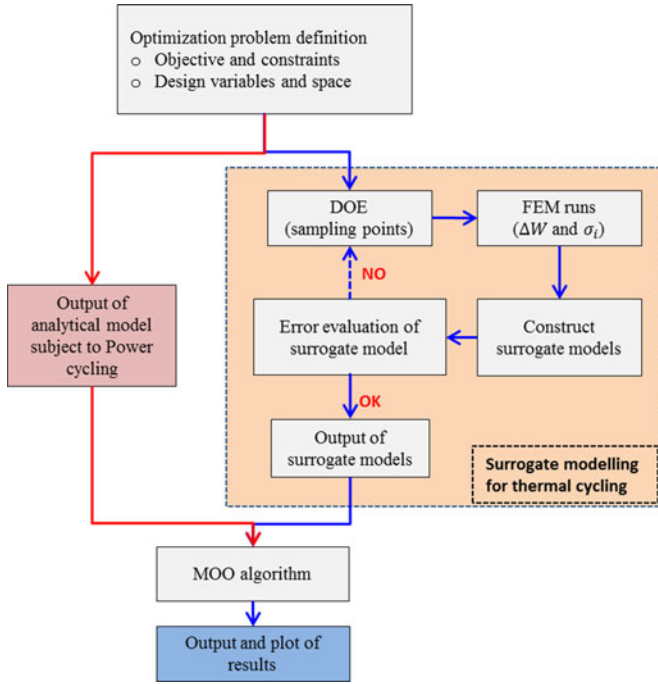 Optimization problem definition
o Objective and constraints
o Design variables and space
DOE
(sampling points)
FEM runs
(ΔW and σi)
NO
Output of
analytical model
subject to Power
cycling
Error evaluation of
surrogate model
Construct
surrogate models
OK
Output of
surrogate models
Surrogate modelling
for thermal cycling
MOO algorithm
Output and plot of
results